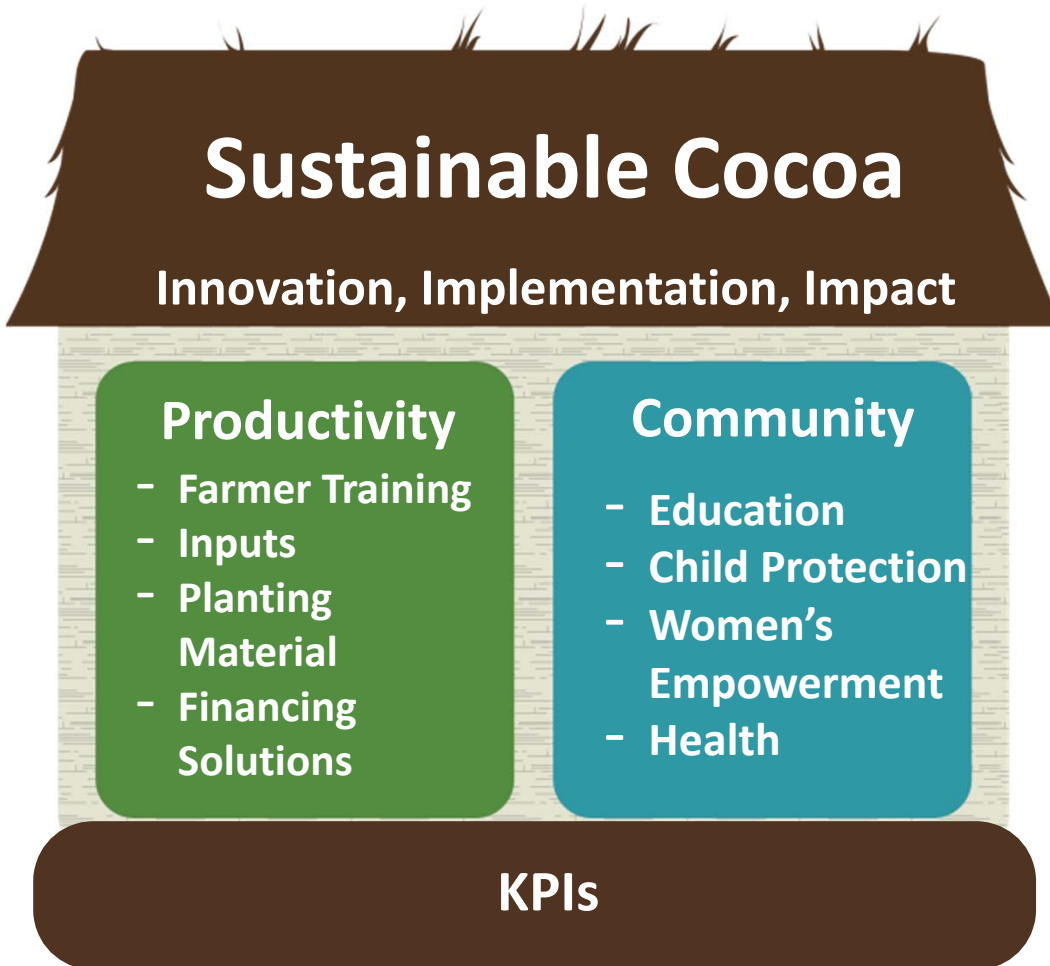 Sustainable Cocoa
Innovation, Implementation, Impact
Productivity
- Farmer Training
- Inputs
- Planting
Material
- Financing
Solutions
Community
- Education
- Child Protection
- Women’s
Empowerment
- Health
KPIs